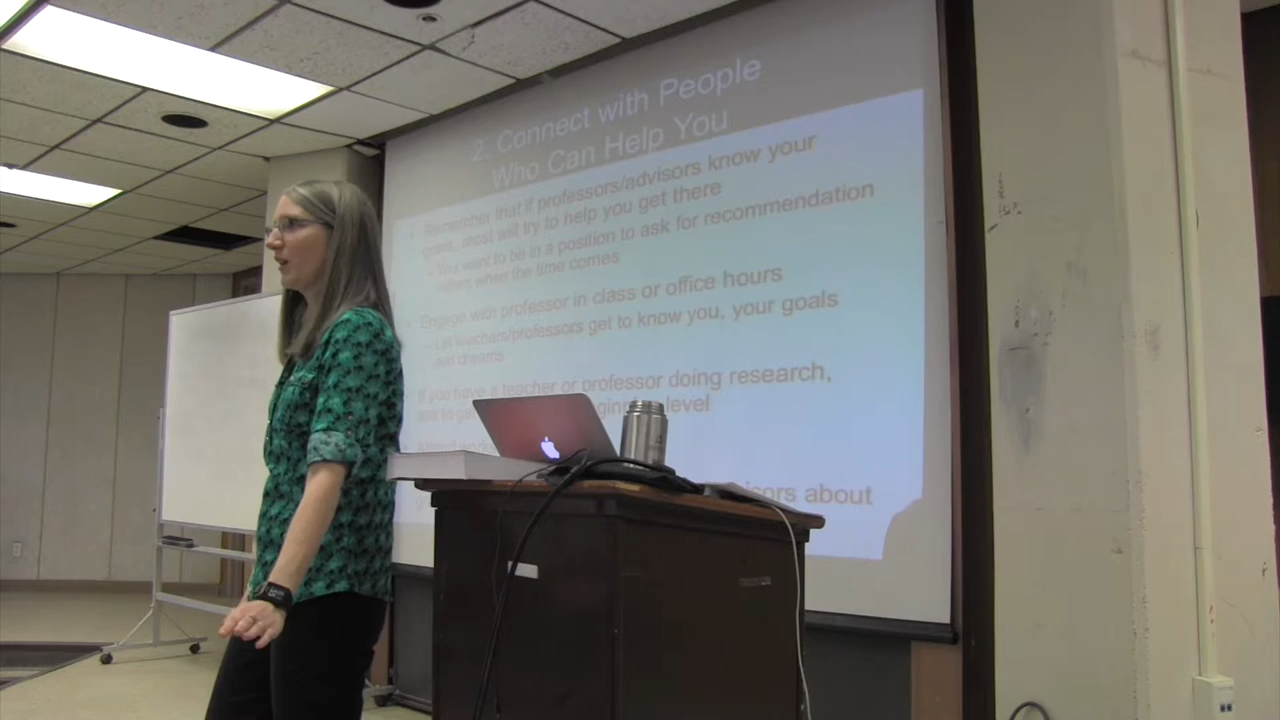 2. Connect with People
Who Can Help You
Remember that if professors/advisors know your
goals, most will try to help you get there
– You want to be in a position to ask for recommendation
letters when the time comes
Engage with professor in class or office hours
– Let teachers/professors get to know you, your goals
and dreams
If you have a teacher or professor doing research,
level
Attend
about